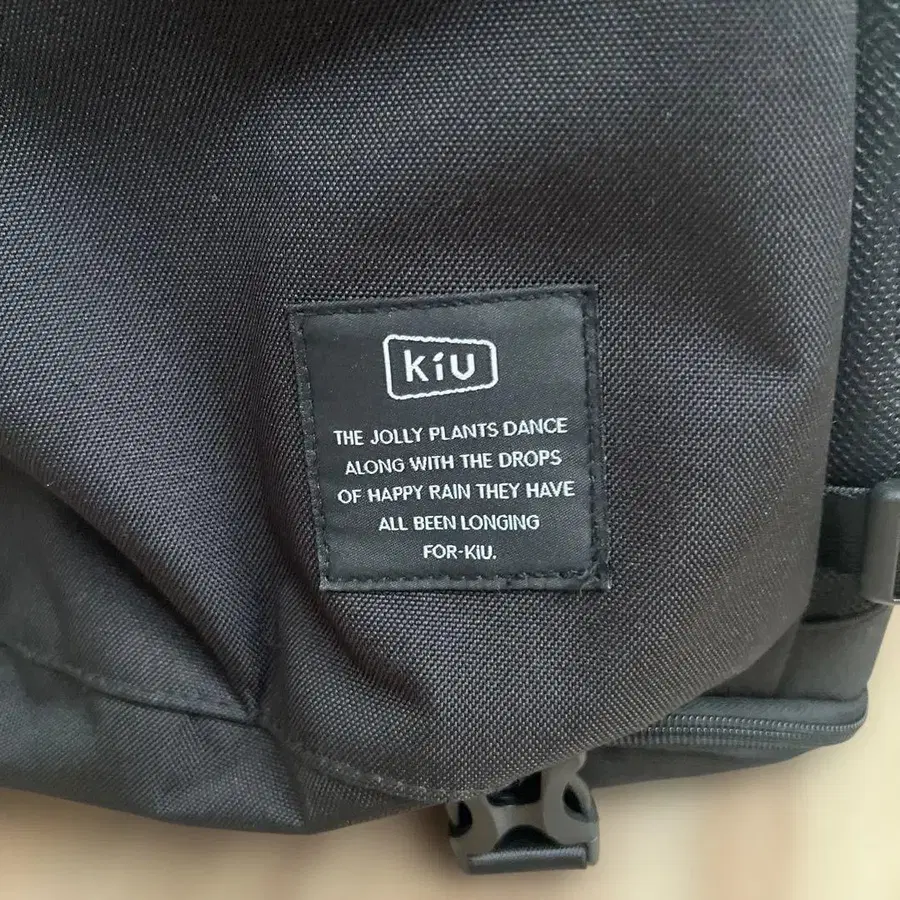 kiU
THE JOLLY PLANTS DANCE
ALONG WITH THE DROPS
OF HAPPY RAIN THEY HAVE
ALL BEEN LONGING
FOR-KiU.